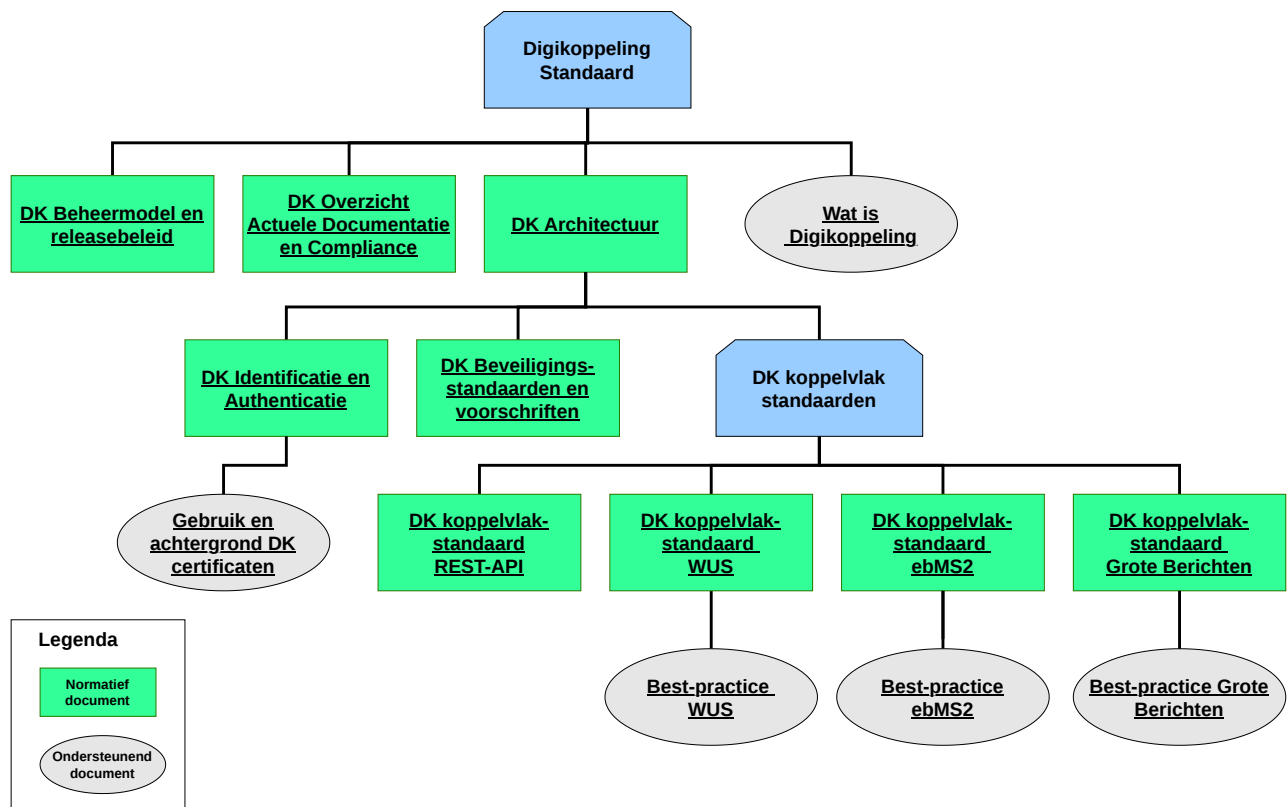 Digikoppeling
Standaard
DK Beheermodel en
releasebeleid
DK Overzicht
Actuele Documentatie
en Compliance
DK Architectuur
Wat is
Digikoppeling
DK Identificatie en
Authenticatie
DK Beveiligings-
standaarden en
voorschriften
DK koppelvlak
standaarden
Gebruik en
achtergrond DK
certificaten
DK koppelvlak-
standaard
REST-API
DK koppelvlak-
standaard
WUS
DK koppelvlak-
standaard
ebMS2
DK koppelvlak-
standaard
Grote Berichten
Best-practice
WUS
Best-practice
ebMS2
Best-practice Grote
Berichten
Legenda
Normatief
document
Ondersteunend
document